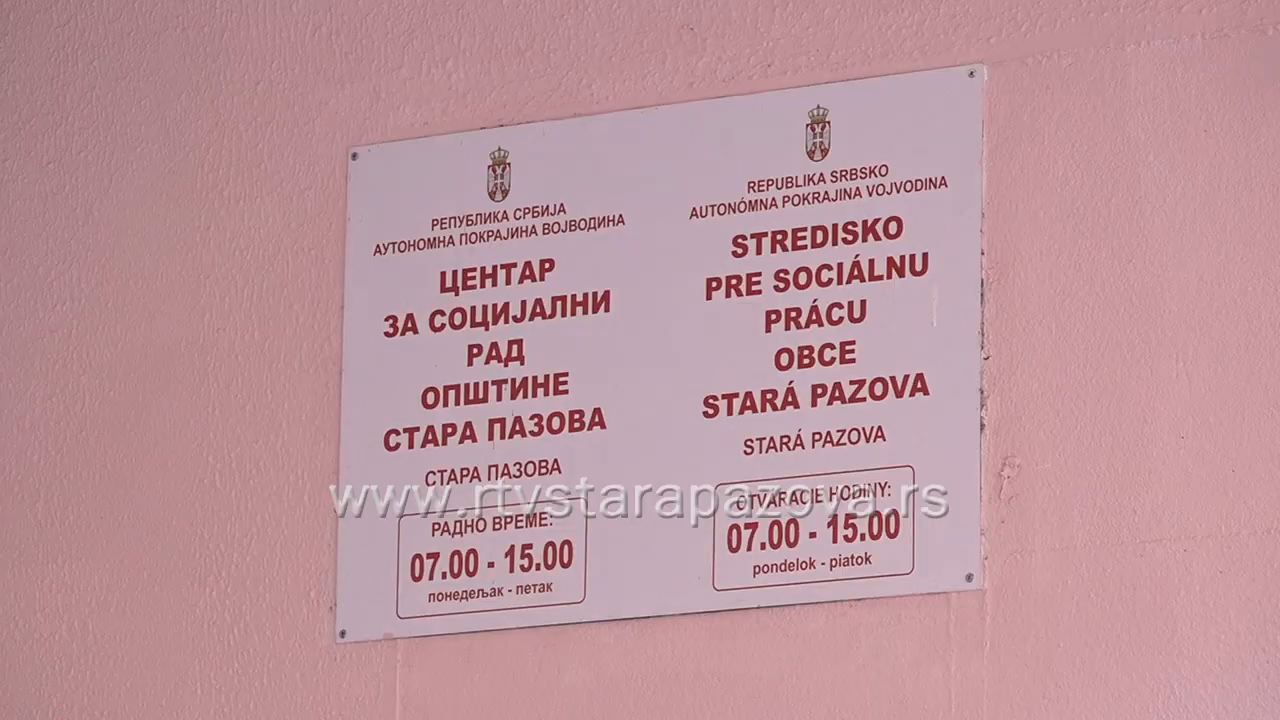 РЕПУБЛИКА СРБИЈА
АУТОНОМНА ПОКРАЈИНА ВОЈВОДИНА
ЦЕНТАР
ЗА СОЦИЈАЛНИ
РАД
ОПШТИНЕ
СТАРА ПАЗОВА
СТАРА ПАЗОВА
РАДНО ВРЕМЕ:
07.00 - 15.00
понедељак - петак
REPUBLIKA SRBSKO
AUTONÓMNA POKRAJINA VOJVODINA
STREDISKO
PRE SOCIÁLNU
PRÁCU
OBCE
STARÁ PAZOVA
STARÁ PAZOVA
OTVARACIE HODINY:
07.00 - 15.00
pondelok - piatok
www.rtvstarapazova.rs